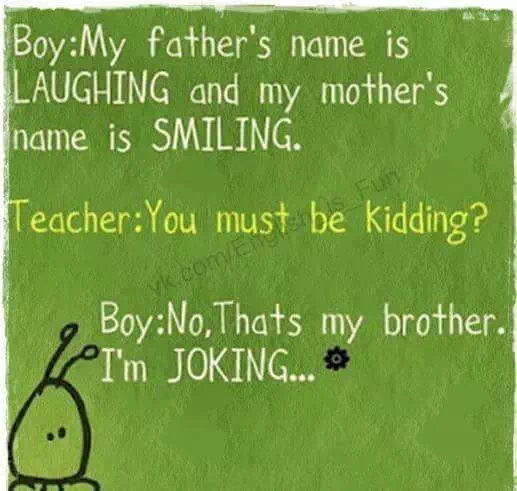 Boy:My father's name is
LAUGHING and my mother's
name is SMILING.
Teacher:You must be kidding?
vk.com/English_is_Fun
Boy:No,Thats my brother.
I'm JOKING...